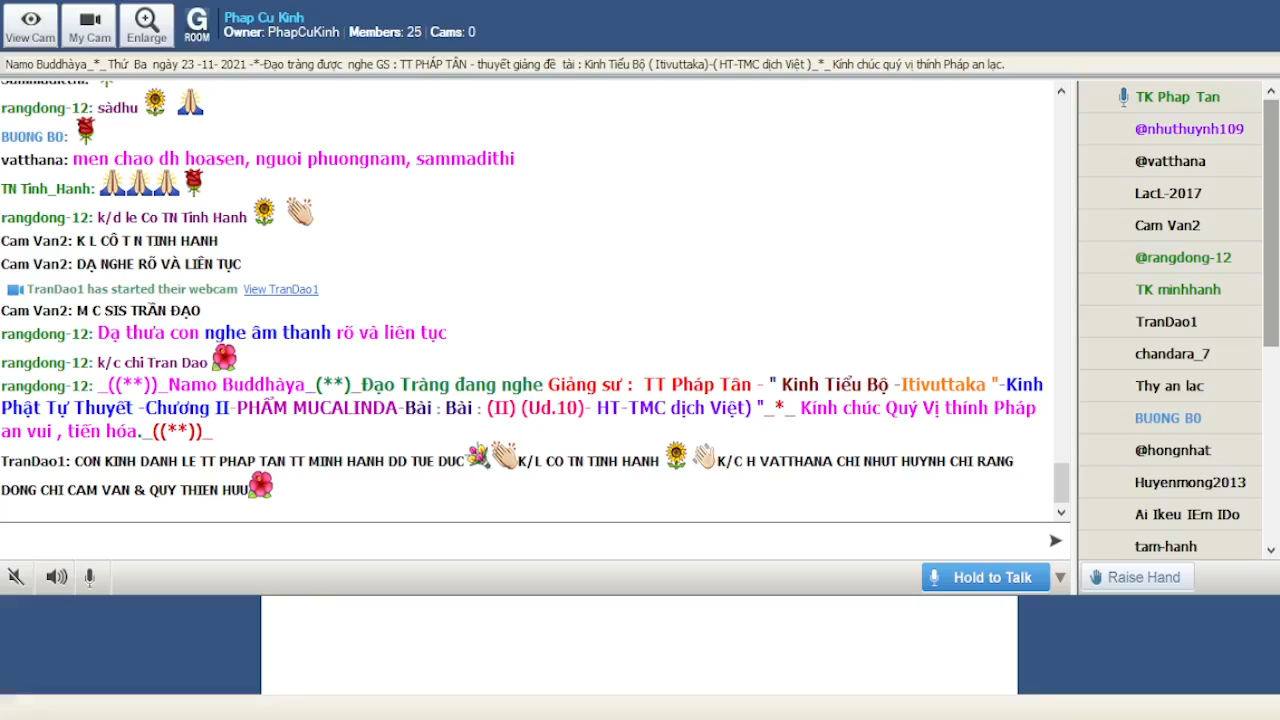 View Cam
My Cam
Enlarge
G
ROOM
Phap Cu Kinh
Owner: PhapCuKinh | Members: 25 | Cams: 0
Namo Buddhàya_*_Thứ Ba ngày 23 -11- 2021 -*-Đạo tràng được nghe GS : TT PHÁP TÂN - thuyết giảng đề tài : Kinh Tiểu Bộ ( Itivuttaka)-( HT-TMC dịch Việt )_*_ Kính chúc quý vị thính Pháp an lạc.
rangdong-12: sàdhu
BUONG BO:
vatthana: men chao dh hoasen, nguoi phuongnam, sammadithi
TN Tinh_Hanh:
rangdong-12: k/d le Co TN Tinh Hanh
Cam Van2: K L CÔ T N TINH HANH
Cam Van2: DẠ NGHE RÕ VÀ LIÊN TỤC
TranDao1 has started their webcam View TranDao1
Cam Van2: M C SIS TRẦN ĐẠO
rangdong-12: Dạ thưa con nghe âm thanh rõ và liên tục
rangdong-12: k/c chi Tran Dao
rangdong-12: _((**))_Namo Buddhàya_(**)_Đạo Tràng đang nghe Giảng sư : TT Pháp Tân - " Kinh Tiểu Bộ -Itivuttaka "-Kinh
Phật Tự Thuyết -Chương II-PHẨM MUCALINDA-Bài : Bài : (II) (Ud.10)- HT-TMC dịch Việt) "_*_ Kính chúc Quý Vị thính Pháp
an vui , tiến hóa._((**))_
TranDao1: CON KINH DANH LE TT PHAP TAN TT MINH HANH DD TUE DUC K/L CO TN TINH HANH K/C H VATTHANA CHI NHUT HUYNH CHI RANG
DONG CHI CAM VAN & QUY THIEN HUU
TK Phap Tan
@nhuthuynh109
@vatthana
LacL-2017
Cam Van2
@rangdong-12
TK minhhanh
TranDao1
chandara_7
Thy an lac
BUONG BO
@hongnhat
Huyenmong2013
Ai Ikeu IEm IDo
tam-hanh
Hold to Talk
Raise Hand